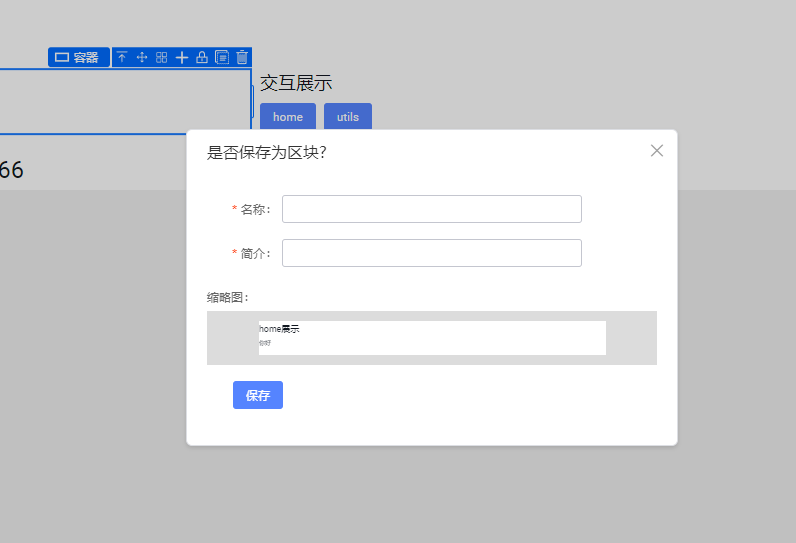 容器
交互展示
home utils
66
是否保存为区块?
* 名称:
* 简介:
缩略图:
home展示
你好
保存